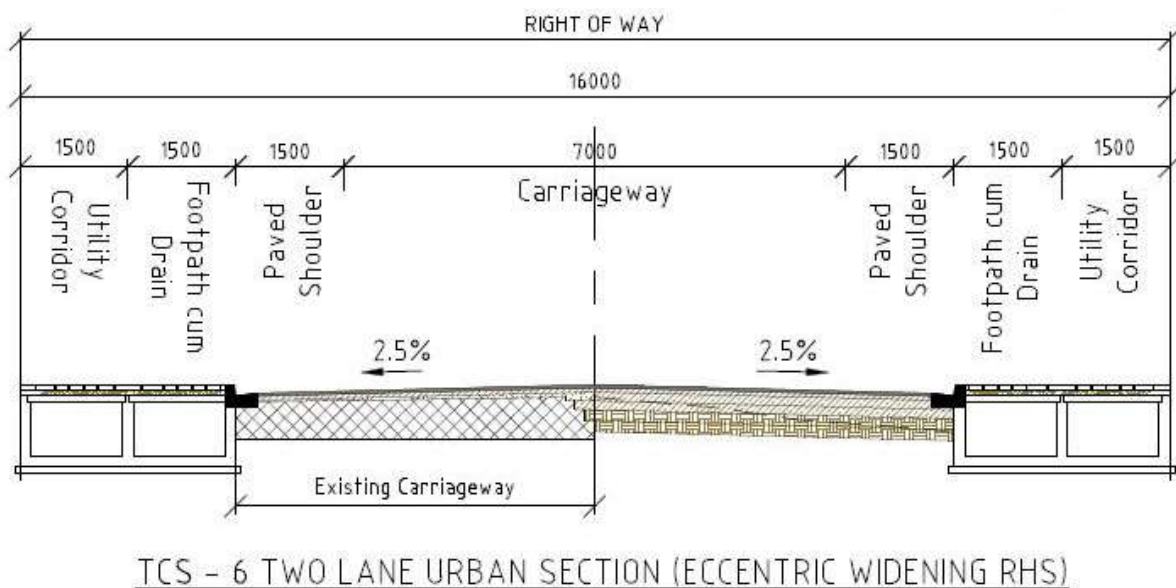 RIGHT OF WAY
16000
1500 1500 1500 7000 1500 1500 1500
Utility
Corridor
Footpath cum
Drain
Paved
Shoulder
Carriageway
Paved
Shoulder
Footpath cum
Drain
Utility
Corridor
2.5% 2.5%
Existing Carriageway
TCS - 6 TWO LANE URBAN SECTION (ECCENTRIC WIDENING RHS)